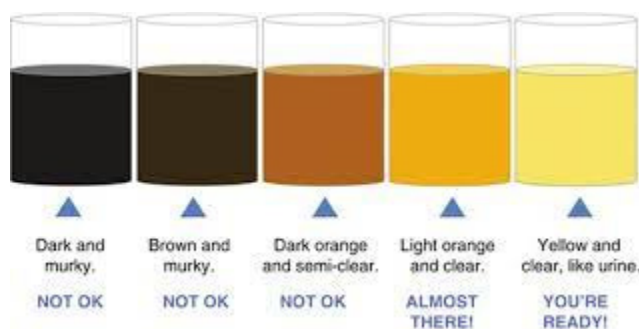 Dark and
murky.
NOT OK
Brown and
murky.
NOT OK
Dark orange
and semi-clear.
NOT OK
Light orange
and clear.
ALMOST
THERE!
Yellow and
clear, like urine.
YOU'RE
READY!